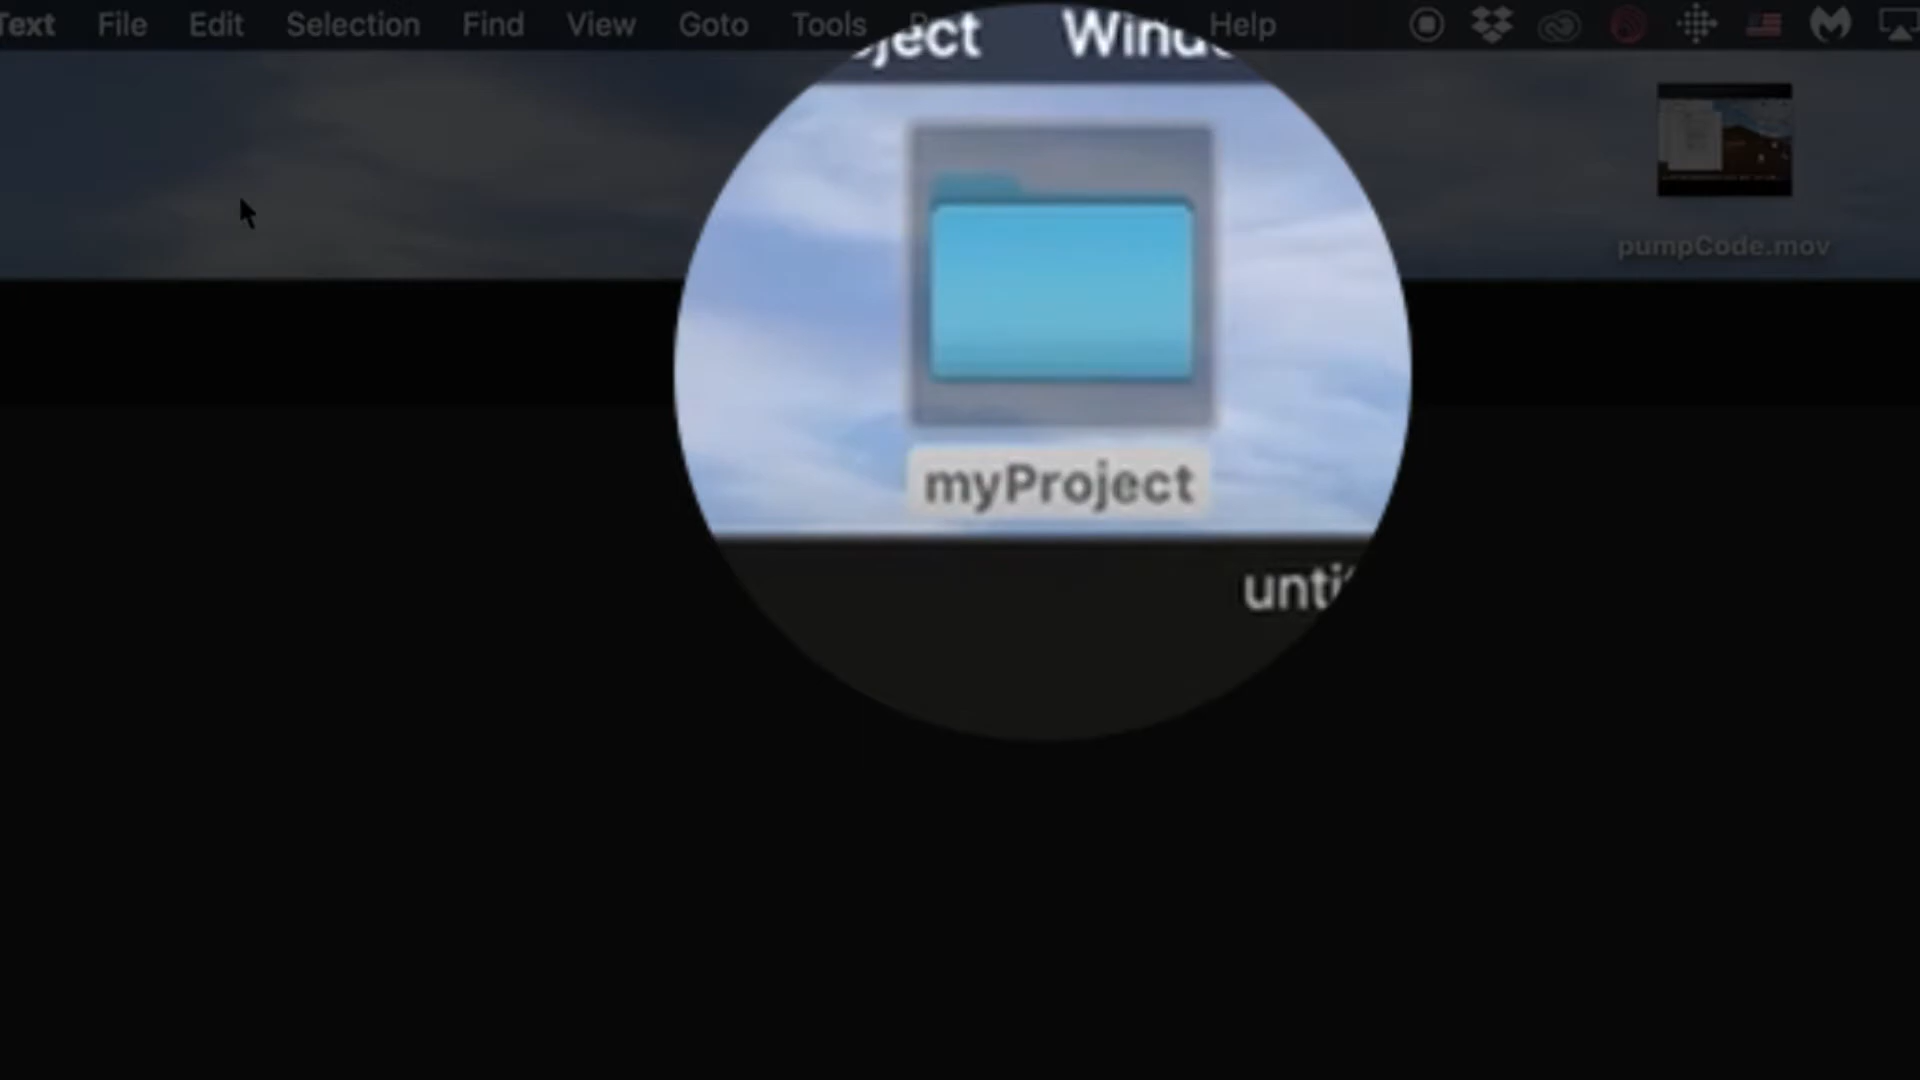 Text File Edit Selection Find View Goto Tools Help
ject Wind
pumpCode.mov
myProject
unti